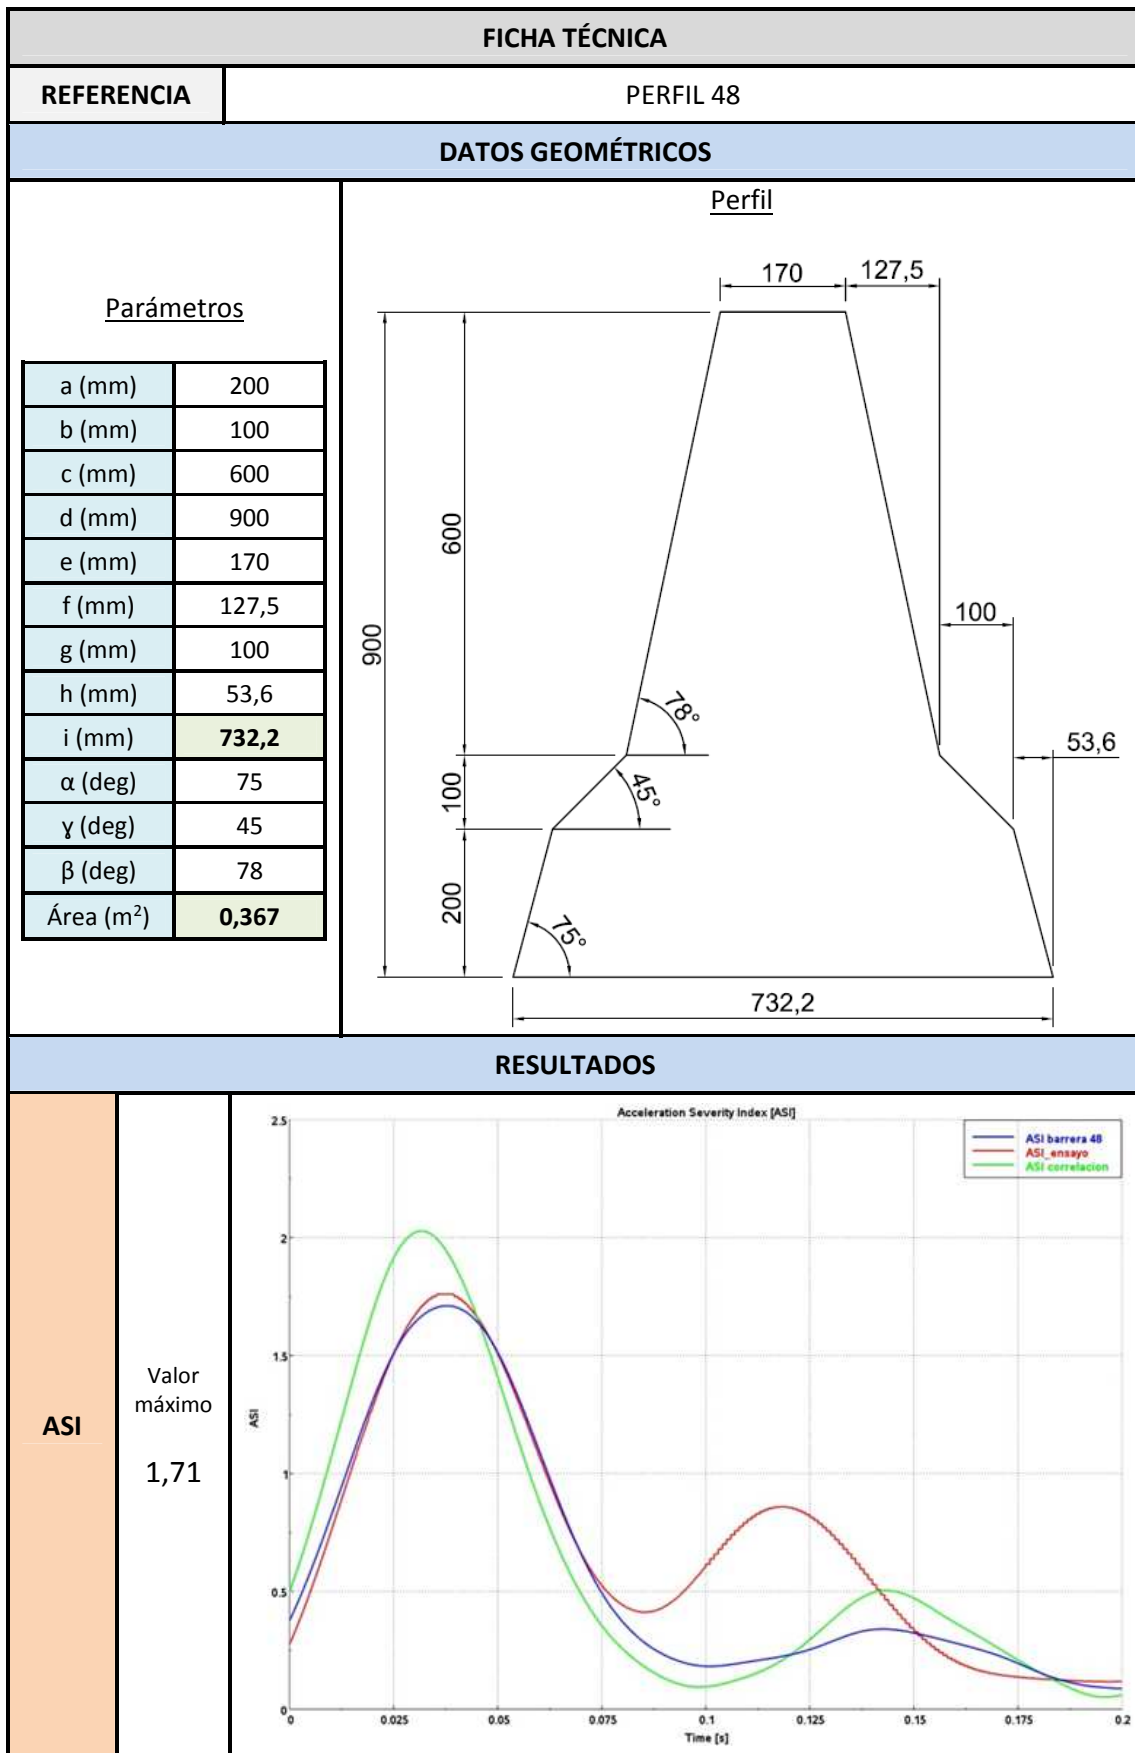 FICHA TÉCNICA
REFERENCIA PERFIL 48
DATOS GEOMÉTRICOS
Parámetros
a (mm) 200
b (mm) 100
c (mm) 600
d (mm) 900
e (mm) 170
f (mm) 127,5
g (mm) 100
h (mm) 53,6
i (mm) 732,2
α (deg) 75
ɣ (deg) 45
β (deg) 78
Área (m²) 0,367
Perfil
170 127,5
600
900
100
78°
53,6
45°
100
200
75°
732,2
RESULTADOS
ASI
Valor
máximo
1,71
Acceleration Severity Index [ASI]
ASI barrera 48
ASI_ensayo
ASI correlacion
2.5
2
1.5
1
0.5
0
ASI
0 0.025 0.05 0.075 0.1 0.125 0.15 0.175 0.2
Time [s]